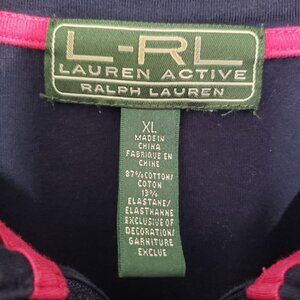 L-RL
LAUREN ACTIVE
RALPH LAUREN
XL
MADE IN
CHINA
FABRIQUE EN
CHINE
87% COTTON/
COTON
13%
ELASTANE/
ELASTHANNE
EXCLUSIVE OF
DECORATION/
GARNITURE
EXCLUE